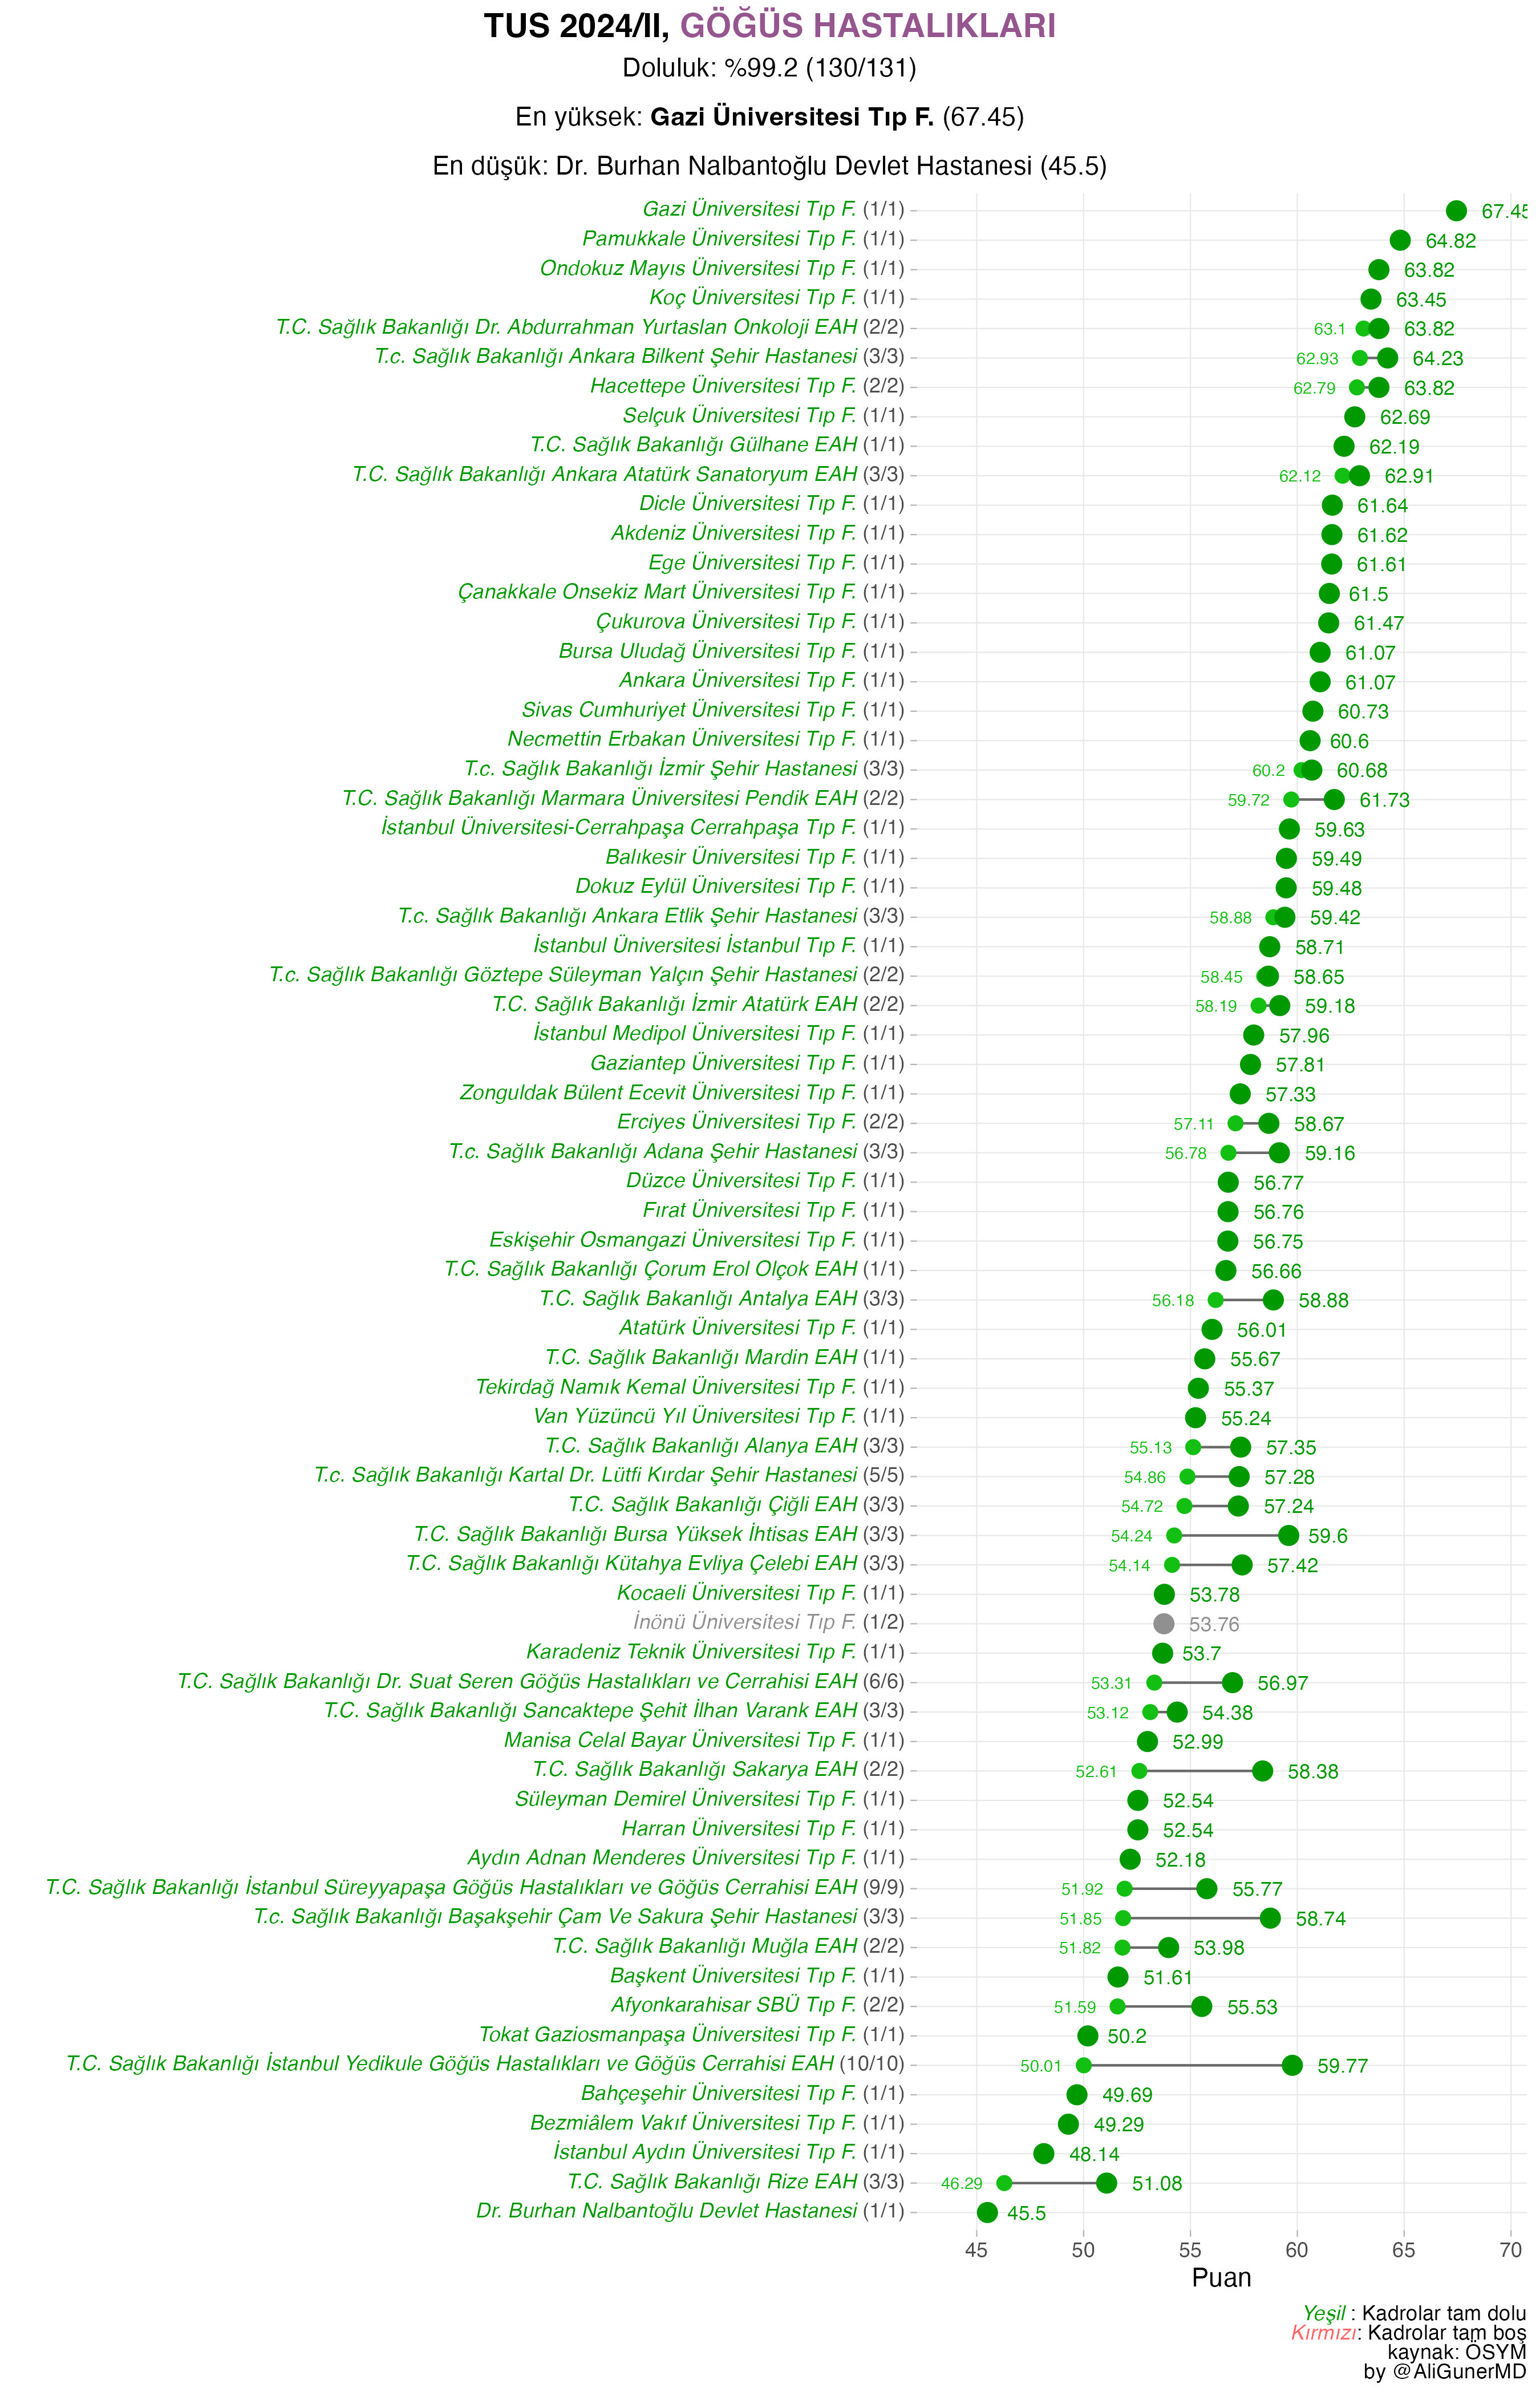 TUS 2024/II, GÖĞÜS HASTALIKLARI
Doluluk: %99.2 (130/131)
En yüksek: Gazi Üniversitesi Tıp F. (67.45)
En düşük: Dr. Burhan Nalbantoğlu Devlet Hastanesi (45.5)
Gazi Üniversitesi Tıp F. (1/1) 67.45
Pamukkale Üniversitesi Tıp F. (1/1) 64.82
Ondokuz Mayıs Üniversitesi Tıp F. (1/1) 63.82
Koç Üniversitesi Tıp F. (1/1) 63.45
T.C. Sağlık Bakanlığı Dr. Abdurrahman Yurtaslan Onkoloji EAH (2/2) 63.1 63.82
T.c. Sağlık Bakanlığı Ankara Bilkent Şehir Hastanesi (3/3) 62.93 64.23
Hacettepe Üniversitesi Tıp F. (2/2) 62.79 63.82
Selçuk Üniversitesi Tıp F. (1/1) 62.69
T.C. Sağlık Bakanlığı Gülhane EAH (1/1) 62.19
T.C. Sağlık Bakanlığı Ankara Atatürk Sanatoryum EAH (3/3) 62.12 62.91
Dicle Üniversitesi Tıp F. (1/1) 61.64
Akdeniz Üniversitesi Tıp F. (1/1) 61.62
Ege Üniversitesi Tıp F. (1/1) 61.61
Çanakkale Onsekiz Mart Üniversitesi Tıp F. (1/1) 61.5
Çukurova Üniversitesi Tıp F. (1/1) 61.47
Bursa Uludağ Üniversitesi Tıp F. (1/1) 61.07
Ankara Üniversitesi Tıp F. (1/1) 61.07
Sivas Cumhuriyet Üniversitesi Tıp F. (1/1) 60.73
Necmettin Erbakan Üniversitesi Tıp F. (1/1) 60.6
T.c. Sağlık Bakanlığı İzmir Şehir Hastanesi (3/3) 60.2 60.68
T.C. Sağlık Bakanlığı Marmara Üniversitesi Pendik EAH (2/2) 59.72 61.73
İstanbul Üniversitesi-Cerrahpaşa Cerrahpaşa Tıp F. (1/1) 59.63
Balıkesir Üniversitesi Tıp F. (1/1) 59.49
Dokuz Eylül Üniversitesi Tıp F. (1/1) 59.48
T.c. Sağlık Bakanlığı Ankara Etlik Şehir Hastanesi (3/3) 58.88 59.42
İstanbul Üniversitesi İstanbul Tıp F. (1/1) 58.71
T.c. Sağlık Bakanlığı Göztepe Süleyman Yalçın Şehir Hastanesi (2/2) 58.45 58.65
T.C. Sağlık Bakanlığı İzmir Atatürk EAH (2/2) 58.19 59.18
İstanbul Medipol Üniversitesi Tıp F. (1/1) 57.96
Gaziantep Üniversitesi Tıp F. (1/1) 57.81
Zonguldak Bülent Ecevit Üniversitesi Tıp F. (1/1) 57.33
Erciyes Üniversitesi Tıp F. (2/2) 57.11 58.67
T.c. Sağlık Bakanlığı Adana Şehir Hastanesi (3/3) 56.78 59.16
Düzce Üniversitesi Tıp F. (1/1) 56.77
Fırat Üniversitesi Tıp F. (1/1) 56.76
Eskişehir Osmangazi Üniversitesi Tıp F. (1/1) 56.75
T.C. Sağlık Bakanlığı Çorum Erol Olçok EAH (1/1) 56.66
T.C. Sağlık Bakanlığı Antalya EAH (3/3) 56.18 58.88
Atatürk Üniversitesi Tıp F. (1/1) 56.01
T.C. Sağlık Bakanlığı Mardin EAH (1/1) 55.67
Tekirdağ Namık Kemal Üniversitesi Tıp F. (1/1) 55.37
Van Yüzüncü Yıl Üniversitesi Tıp F. (1/1) 55.24
T.C. Sağlık Bakanlığı Alanya EAH (3/3) 55.13 57.35
T.c. Sağlık Bakanlığı Kartal Dr. Lütfi Kırdar Şehir Hastanesi (5/5) 54.86 57.28
T.C. Sağlık Bakanlığı Çiğli EAH (3/3) 54.72 57.24
T.C. Sağlık Bakanlığı Bursa Yüksek İhtisas EAH (3/3) 54.24 59.6
T.C. Sağlık Bakanlığı Kütahya Evliya Çelebi EAH (3/3) 54.14 57.42
Kocaeli Üniversitesi Tıp F. (1/1) 53.78
İnönü Üniversitesi Tıp F. (1/2) 53.76
Karadeniz Teknik Üniversitesi Tıp F. (1/1) 53.7
T.C. Sağlık Bakanlığı Dr. Suat Seren Göğüs Hastalıkları ve Cerrahisi EAH (6/6) 53.31 56.97
T.C. Sağlık Bakanlığı Sancaktepe Şehit İlhan Varank EAH (3/3) 53.12 54.38
Manisa Celal Bayar Üniversitesi Tıp F. (1/1) 52.99
T.C. Sağlık Bakanlığı Sakarya EAH (2/2) 52.61 58.38
Süleyman Demirel Üniversitesi Tıp F. (1/1) 52.54
Harran Üniversitesi Tıp F. (1/1) 52.54
Aydın Adnan Menderes Üniversitesi Tıp F. (1/1) 52.18
T.C. Sağlık Bakanlığı İstanbul Süreyyapaşa Göğüs Hastalıkları ve Göğüs Cerrahisi EAH (9/9) 51.92 55.77
T.c. Sağlık Bakanlığı Başakşehir Çam Ve Sakura Şehir Hastanesi (3/3) 51.85 58.74
T.C. Sağlık Bakanlığı Muğla EAH (2/2) 51.82 53.98
Başkent Üniversitesi Tıp F. (1/1) 51.61
Afyonkarahisar SBÜ Tıp F. (2/2) 51.59 55.53
Tokat Gaziosmanpaşa Üniversitesi Tıp F. (1/1) 50.2
T.C. Sağlık Bakanlığı İstanbul Yedikule Göğüs Hastalıkları ve Göğüs Cerrahisi EAH (10/10) 50.01 59.77
Bahçeşehir Üniversitesi Tıp F. (1/1) 49.69
Bezmiâlem Vakıf Üniversitesi Tıp F. (1/1) 49.29
İstanbul Aydın Üniversitesi Tıp F. (1/1) 48.14
T.C. Sağlık Bakanlığı Rize EAH (3/3) 46.29 51.08
Dr. Burhan Nalbantoğlu Devlet Hastanesi (1/1) 45.5
45 50 55 60 65 70
Puan
Yeşil : Kadrolar tam dolu
Kırmızı: Kadrolar tam boş
kaynak: ÖSYM
by @AliGunerMD